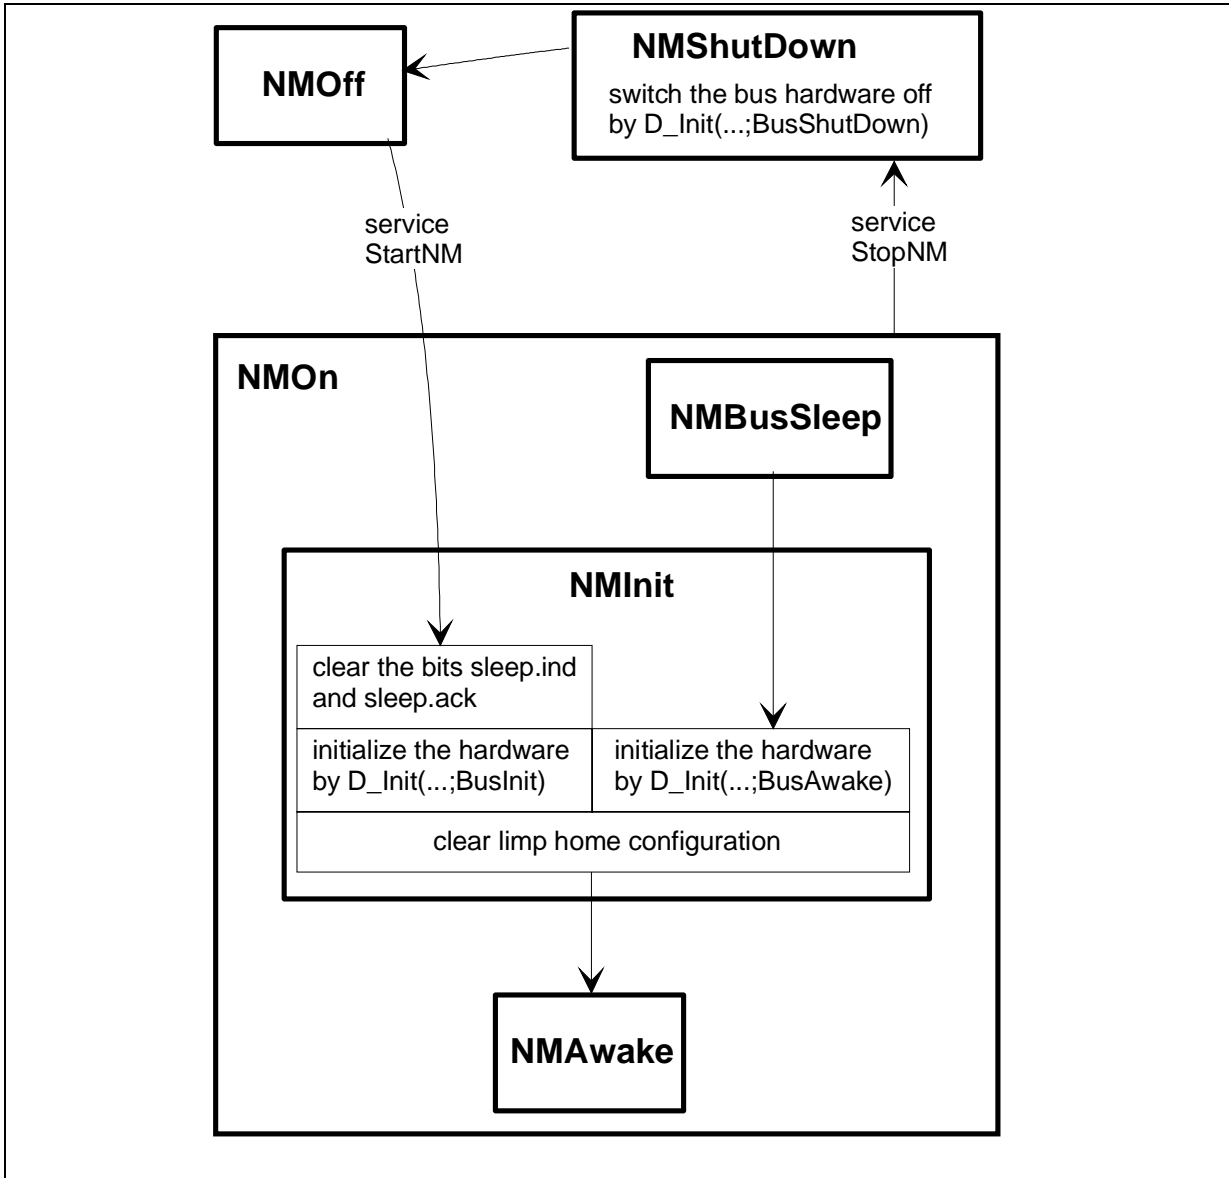 NMOff
NMShutDown
switch the bus hardware off
by D_Init(...;BusShutDown)
service
StartNM
service
StopNM
NMOn
NMBusSleep
NMInit
clear the bits sleep.ind
and sleep.ack
initialize the hardware
by D_Init(...;BusInit)
initialize the hardware
by D_Init(...;BusAwake)
clear limp home configuration
NMAwake